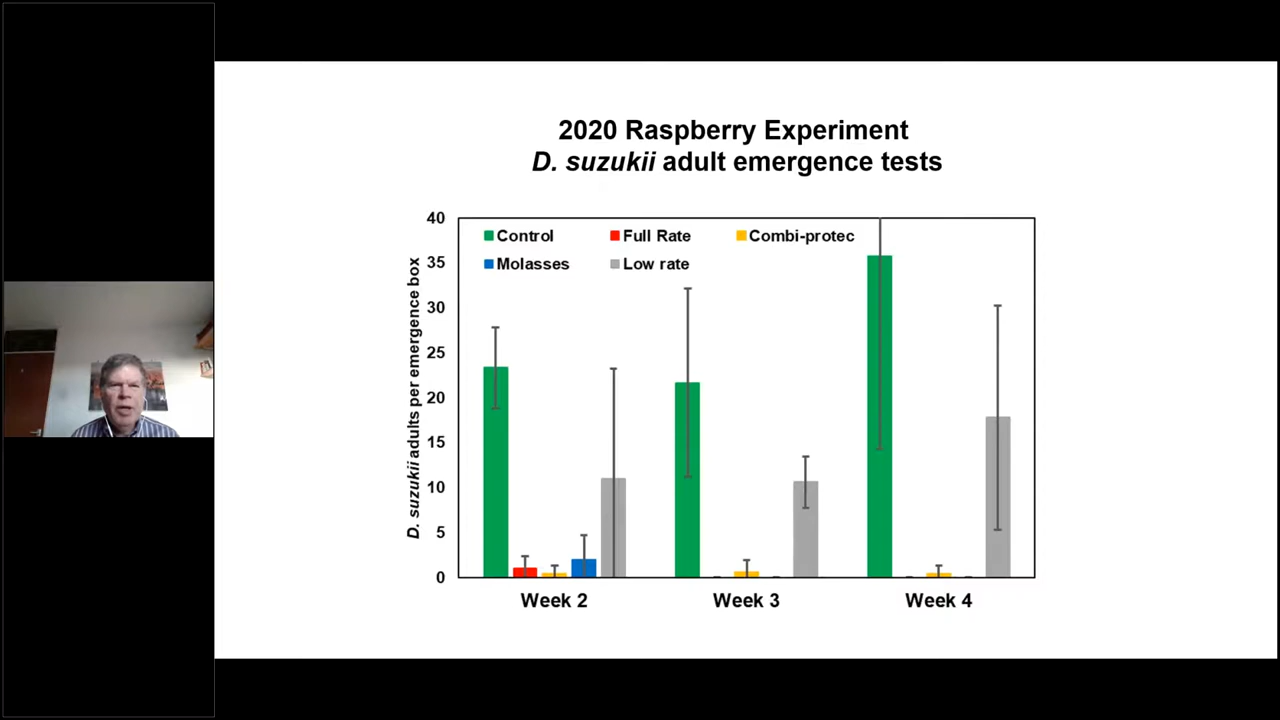 2020 Raspberry Experiment
D. suzukii adult emergence tests
D. suzukii adults per emergence box
40
35
30
25
20
15
10
5
0
Control
Full Rate
Combi-protec
Molasses
Low rate
Week 2
Week 3
Week 4